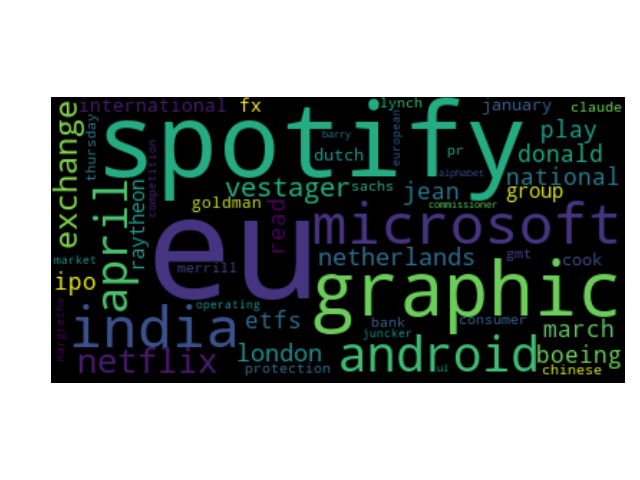 international fx lynch january claude
exchange thursday spotify barry european play
competition dutch pr donald
vestager sachs alphabet national
april raytheon goldman read jean group
commissioner
eu microsoft
market merrill netherlands gmt cook
ipo graphic
operating
margrethe india etfs bank consumer march
juncker
netflix london android boeing
protection ui chinese